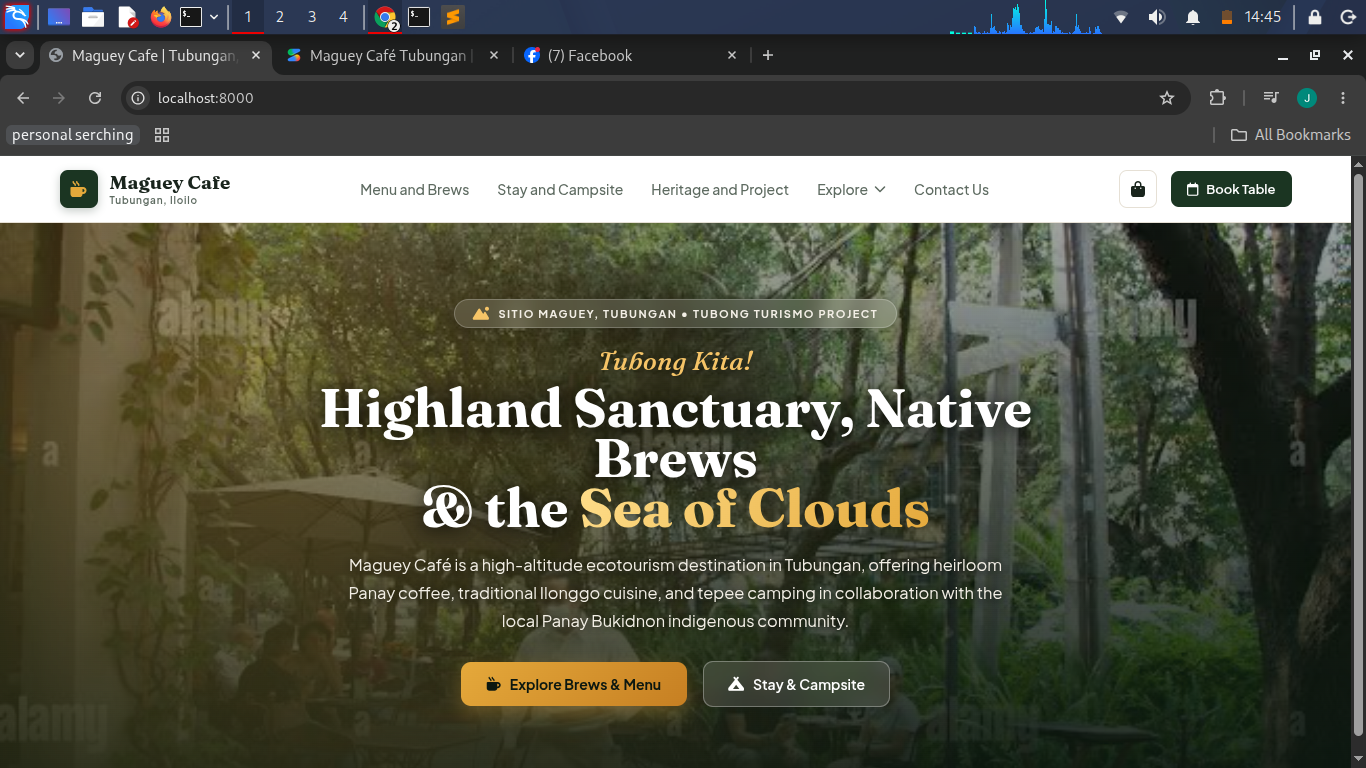 1
2
3
4
2
14:45
Maguey Cafe | Tubungan,
Maguey Café Tubungan |
(7) Facebook
localhost:8000
J
personal serching
All Bookmarks
Maguey Cafe
Tubungan, Iloilo
Menu and Brews
Stay and Campsite
Heritage and Project
Explore
Contact Us
Book Table
SITIO MAGUEY, TUBUNGAN • TUBONG TURISMO PROJECT
Tubong Kita!
Highland Sanctuary, Native
Brews
& the Sea of Clouds
Maguey Café is a high-altitude ecotourism destination in Tubungan, offering heirloom
Panay coffee, traditional Ilonggo cuisine, and tepee camping in collaboration with the
local Panay Bukidnon indigenous community.
Explore Brews & Menu
Stay & Campsite
alamy
alamy
a
a
a
alamy
alamy
a
a